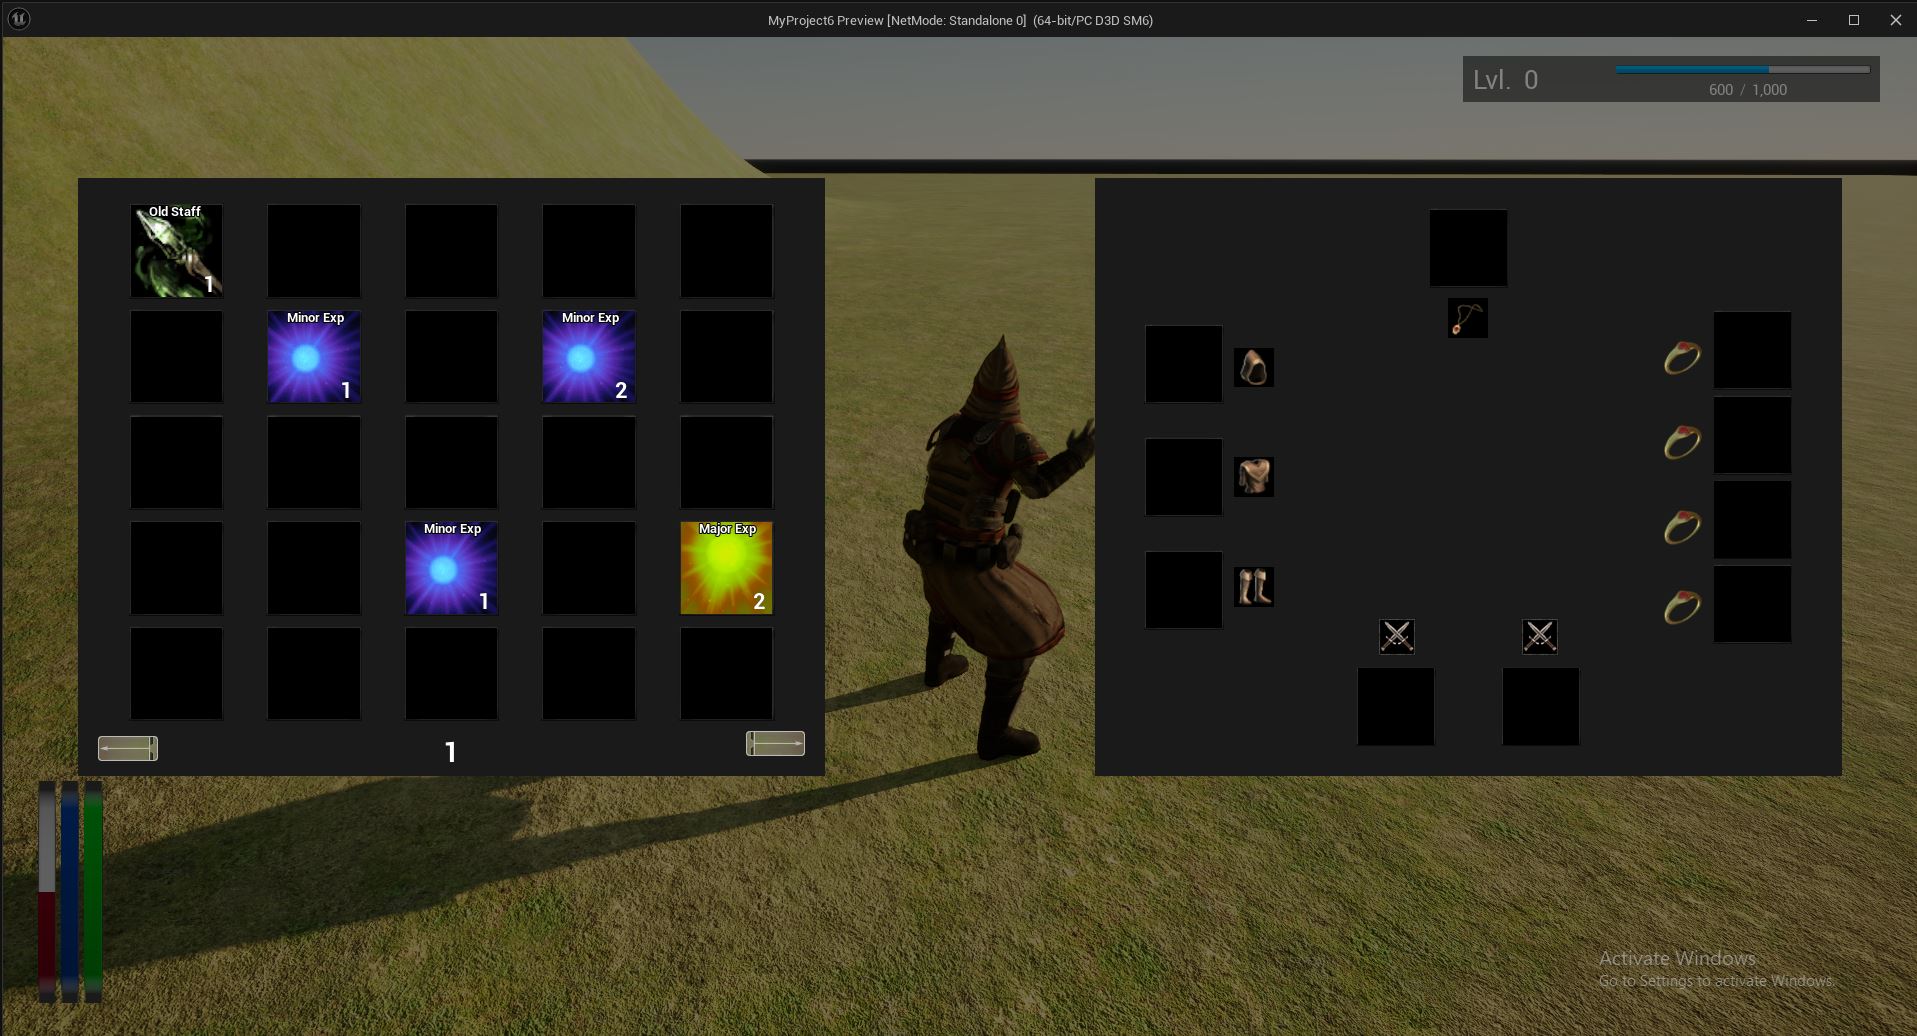 MyProject6 Preview [NetMode: Standalone 0] (64-bit/PC D3D SM6)
Lvl. 0
600 / 1,000
Old Staff
1
Minor Exp
1
Minor Exp
2
Minor Exp
1
Major Exp
2
1
Activate Windows
Go to Settings to activate Windows.